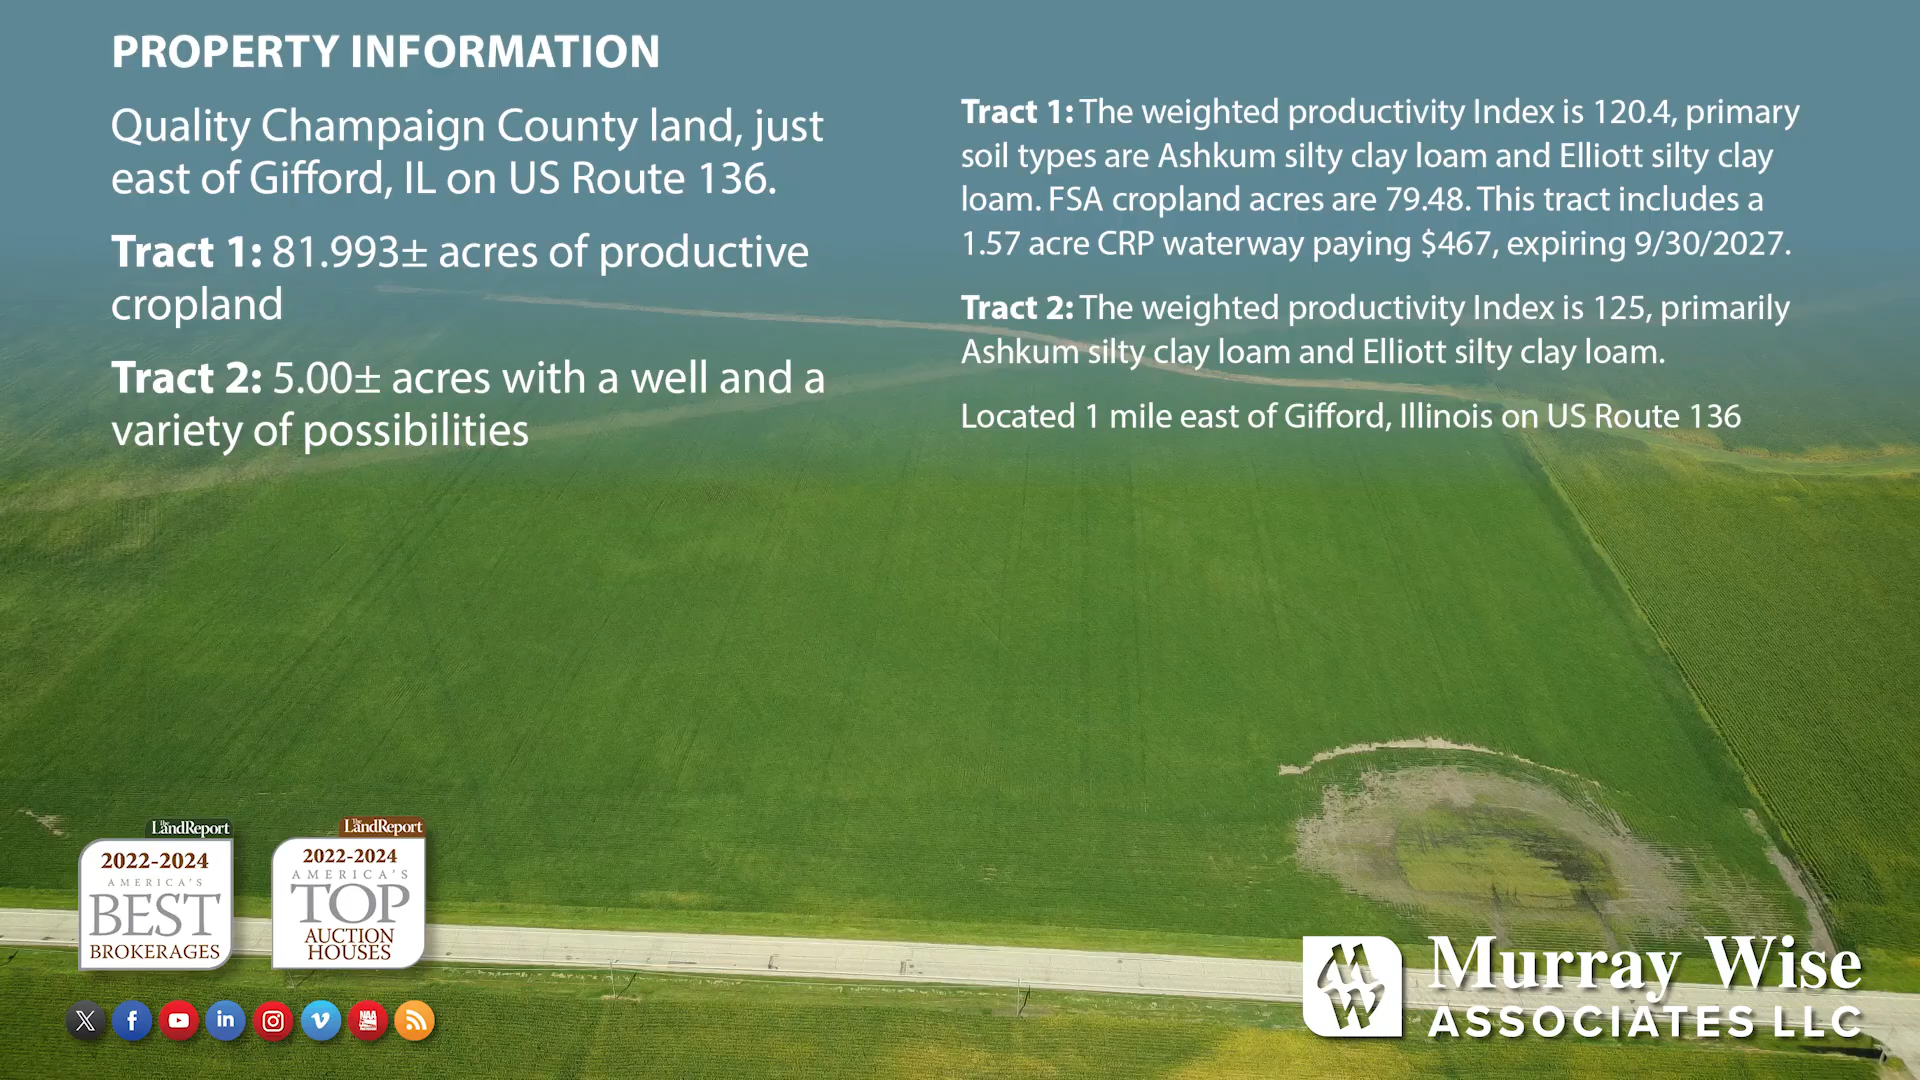 PROPERTY INFORMATION
Quality Champaign County land, just
east of Gifford, IL on US Route 136.
Tract 1: 81.993± acres of productive
cropland
Tract 2: 5.00± acres with a well and a
variety of possibilities
Tract 1: The weighted productivity Index is 120.4, primary
soil types are Ashkum silty clay loam and Elliott silty clay
loam. FSA cropland acres are 79.48. This tract includes a
1.57 acre CRP waterway paying $467, expiring 9/30/2027.
Tract 2: The weighted productivity Index is 125, primarily
Ashkum silty clay loam and Elliott silty clay loam.
Located 1 mile east of Gifford, Illinois on US Route 136
The LandReport
2022-2024
AMERICA'S
BEST
BROKERAGES
The LandReport
2022-2024
AMERICA'S
TOP
AUCTION
HOUSES
Murray Wise
ASSOCIATES LLC